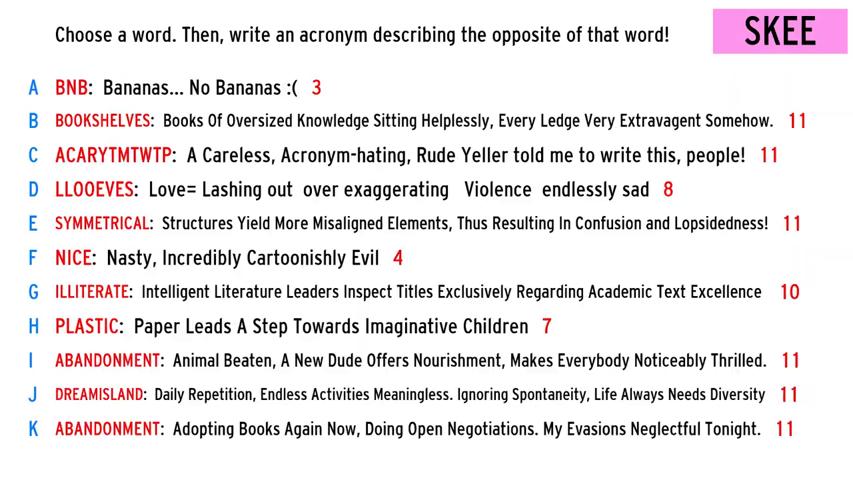 Choose a word. Then, write an acronym describing the opposite of that word!
SKEE
A BNB: Bananas... No Bananas :( 3
B BOOKSHELVES: Books Of Oversized Knowledge Sitting Helplessly, Every Ledge Very Extravagent Somehow. 11
C ACARYTMTWTP: A Careless, Acronym-hating, Rude Yeller told me to write this, people! 11
D LLOOEVES: Love= Lashing out over exaggerating Violence endlessly sad 8
E SYMMETRICAL: Structures Yield More Misaligned Elements, Thus Resulting In Confusion and Lopsidedness! 11
F NICE: Nasty, Incredibly Cartoonishly Evil 4
G ILLITERATE: Intelligent Literature Leaders Inspect Titles Exclusively Regarding Academic Text Excellence 10
H PLASTIC: Paper Leads A Step Towards Imaginative Children 7
I ABANDONMENT: Animal Beaten, A New Dude Offers Nourishment, Makes Everybody Noticeably Thrilled. 11
J DREAMISLAND: Daily Repetition, Endless Activities Meaningless. Ignoring Spontaneity, Life Always Needs Diversity 11
K ABANDONMENT: Adopting Books Again Now, Doing Open Negotiations. My Evasions Neglectful Tonight. 11